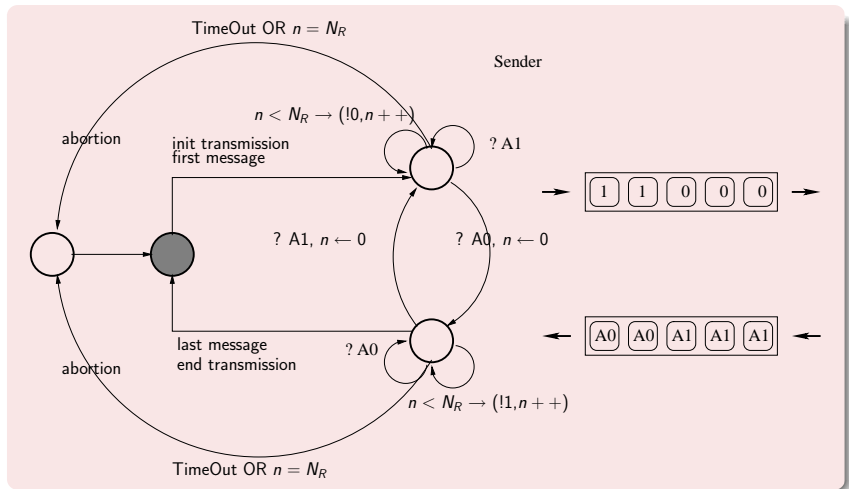 TimeOut OR n = N_R
Sender
n < N_R → (!0,n + +)
? A1
abortion
init transmission
first message
1 1 0 0 0
? A1, n ← 0
? A0, n ← 0
A0 A0 A1 A1 A1
last message
end transmission
? A0
abortion
n < N_R → (!1,n + +)
TimeOut OR n = N_R